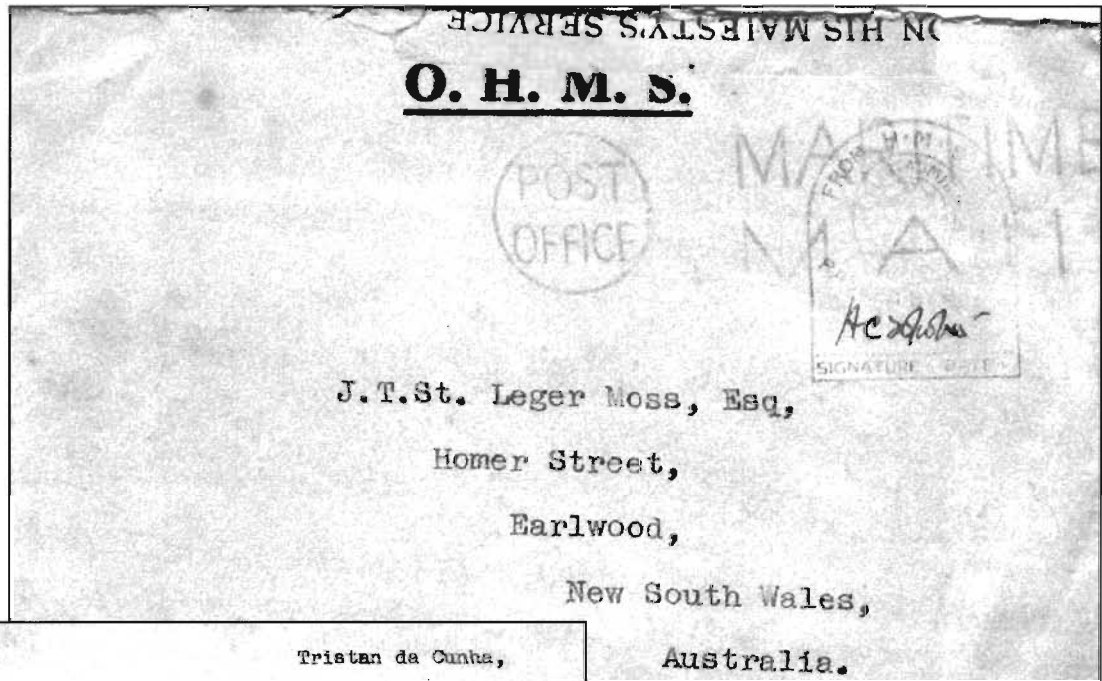 ON HIS MAJESTY'S SERVICE
O. H. M. S.
POST
OFFICE
MARITIME
MAIL
FROM H.M.
SIGNATURE
J.T.St. Leger Moss, Esq,
Homer Street,
Earlwood,
New South Wales,
Australia.
Tristan da Cunha,